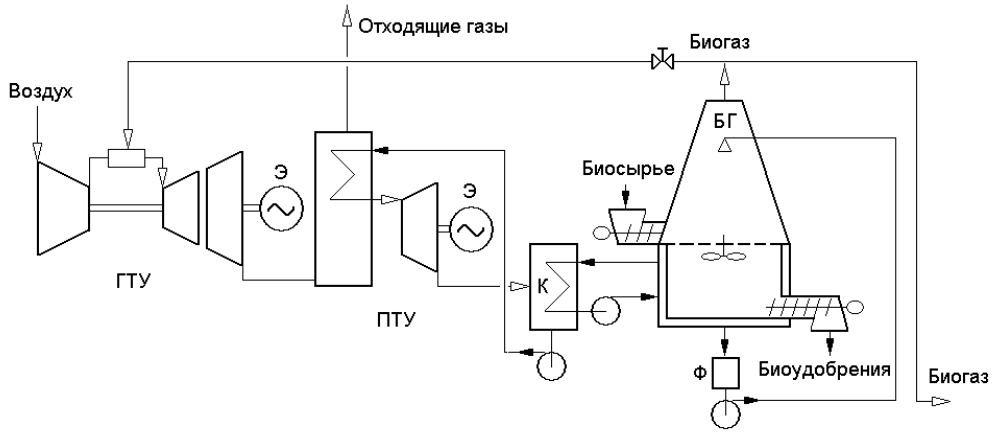 Отходящие газы
Биогаз
Воздух
БГ
Биосырье
Э
Э
К
ГТУ
ПТУ
Ф
Биоудобрения
Биогаз